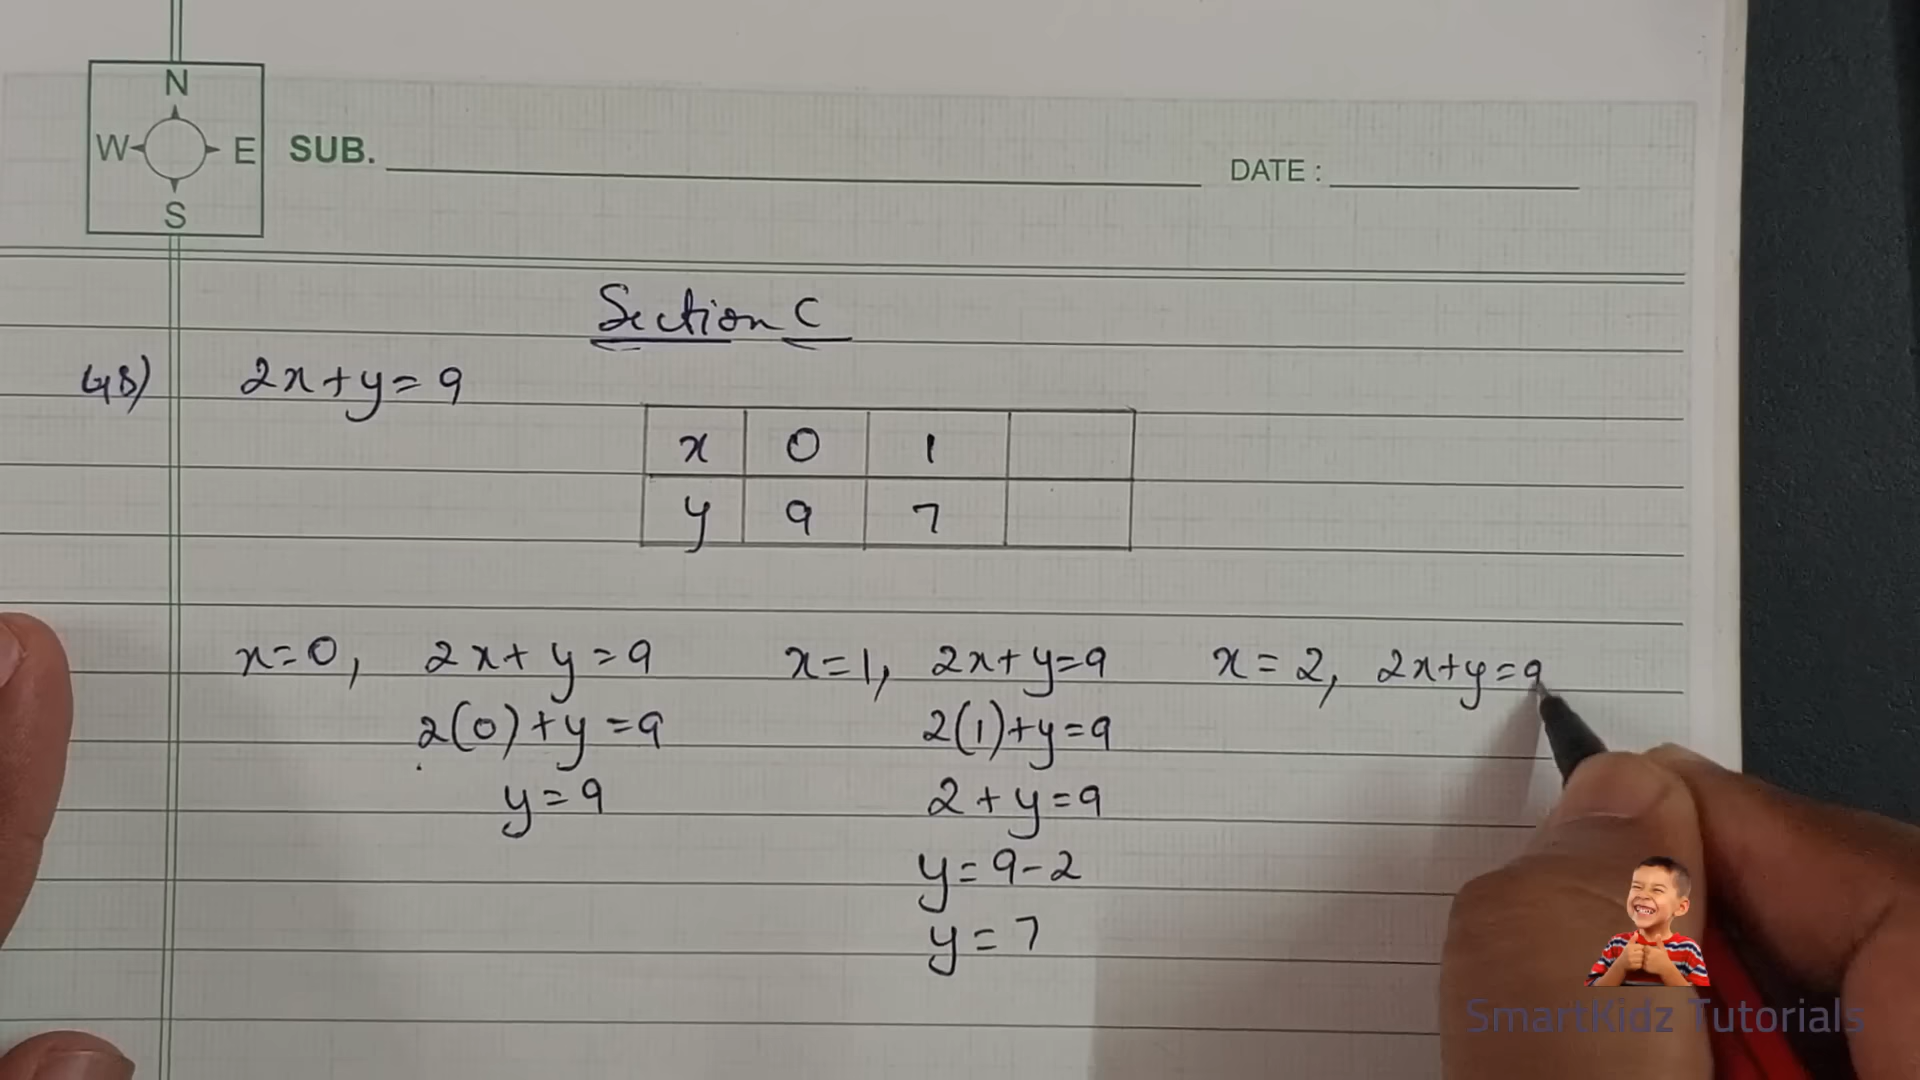 N
W E
S
SUB.
DATE :
Section C
2x+y=9
x 0 1
y 9 7
x=0, 2x+y=9
2(0)+y=9
y=9
x=1, 2x+y=9
2(1)+y=9
2+y=9
y=9-2
y=7
x=2, 2x+y=9
SmartKidz Tutorials